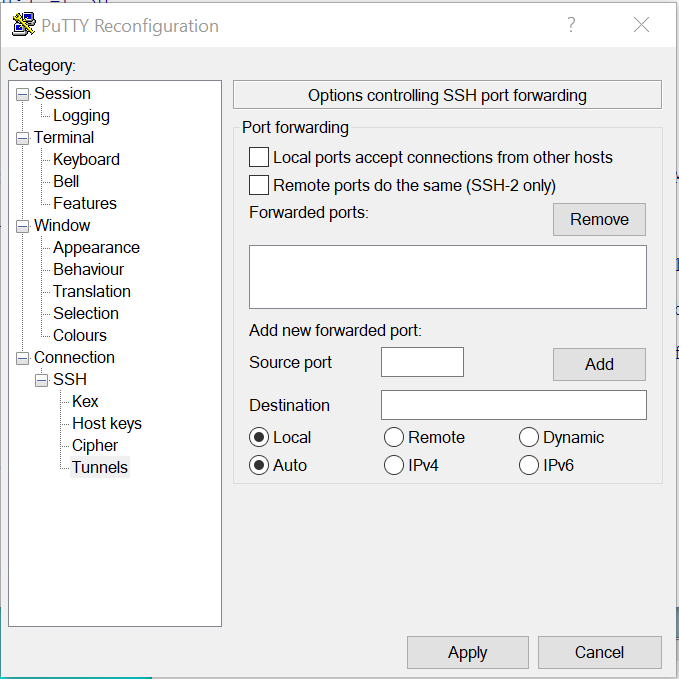 PuTTY Reconfiguration ?
Category:
Session
Logging
Terminal
Keyboard
Bell
Features
Window
Appearance
Behaviour
Translation
Selection
Colours
Connection
SSH
Kex
Host keys
Cipher
Tunnels
Options controlling SSH port forwarding
Port forwarding
Local ports accept connections from other hosts
Remote ports do the same (SSH-2 only)
Forwarded ports: Remove
Add new forwarded port:
Source port Add
Destination
Local Remote Dynamic
Auto IPv4 IPv6
Apply Cancel